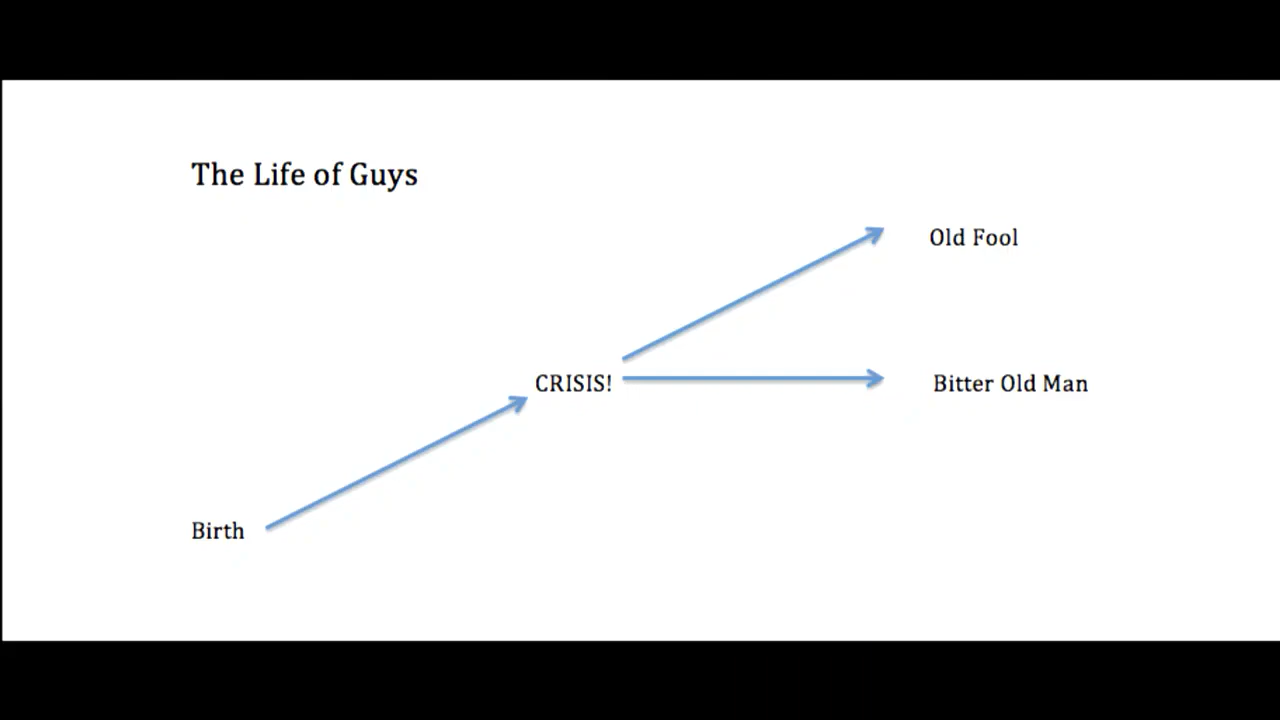 The Life of Guys
Old Fool
CRISIS!
Bitter Old Man
Birth